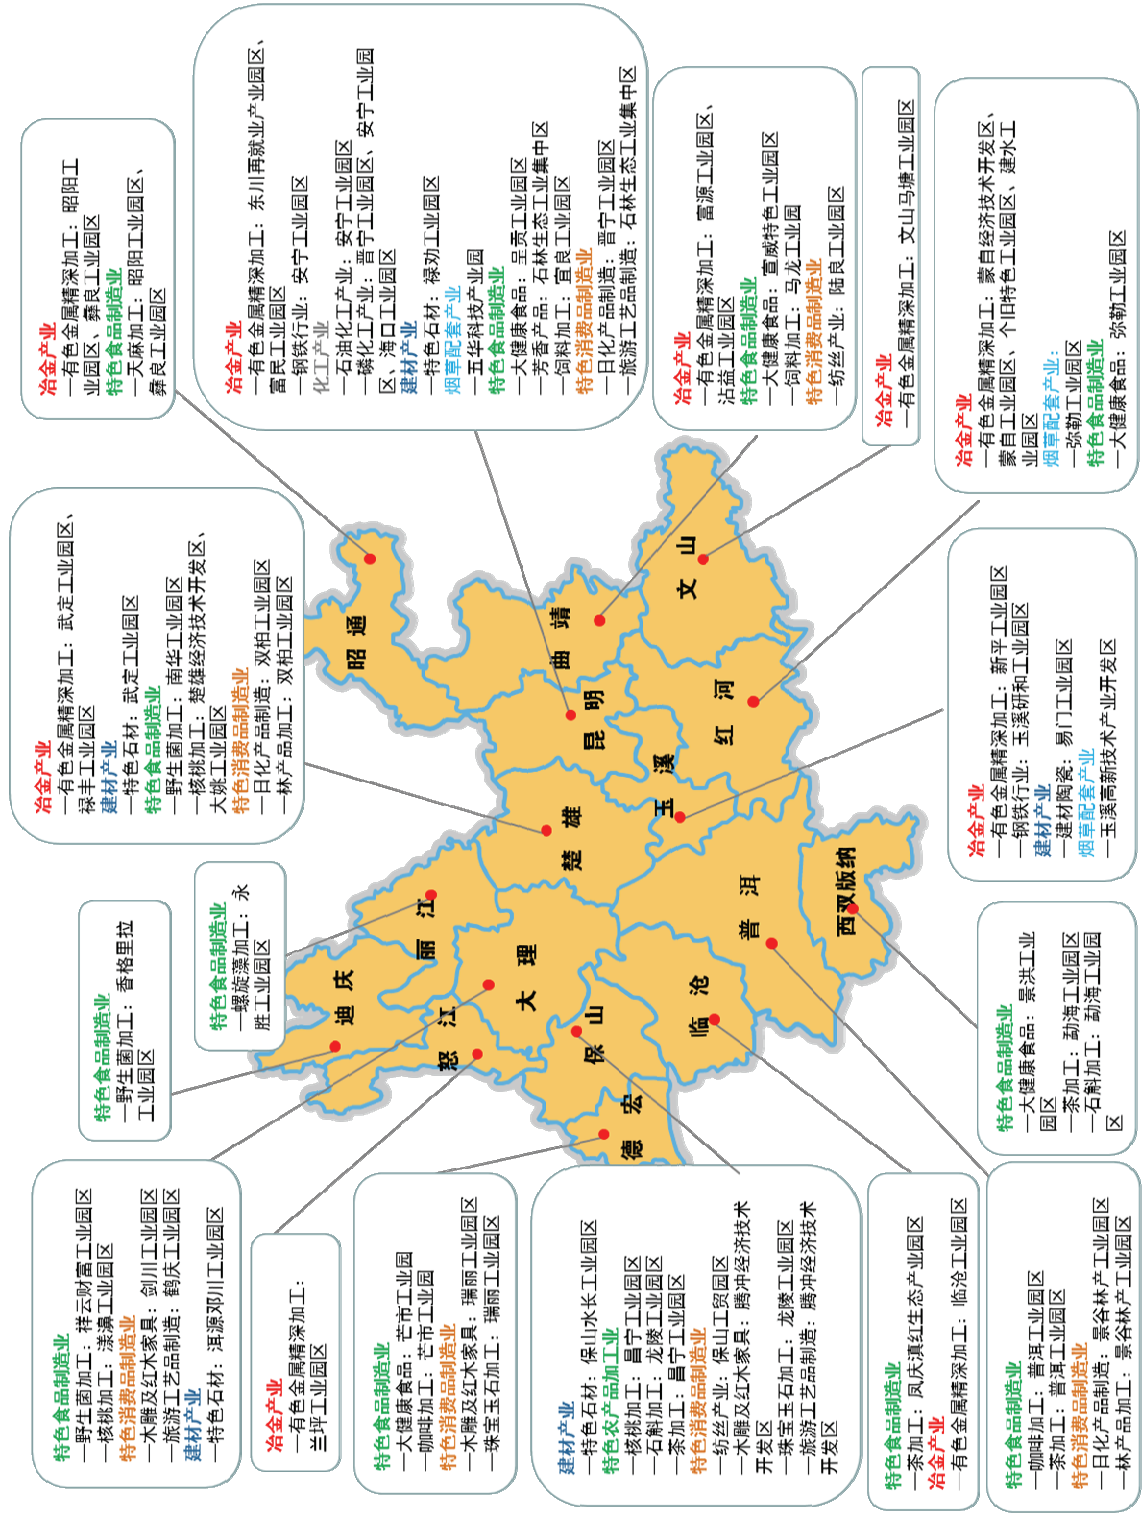 特色食品制造业
—野生菌加工：祥云财富工业园区
—核桃加工：漾濞工业园区
特色消费品制造业
—木雕及红木家具：剑川工业园区
—旅游工艺品制造：鹤庆工业园区
建材产业
—特色石材：洱源邓川工业园区
特色食品制造业
—野生菌加工：香格里拉
工业园区
特色食品制造业
—螺旋藻加工：永
胜工业园区
冶金产业
—有色金属精深加工：武定工业园区、
禄丰工业园区
建材产业
—特色石材：武定工业园区
特色食品制造业
—野生菌加工：南华工业园区
—核桃加工：楚雄经济技术开发区、
大姚工业园区
特色消费品制造业
—日化产品制造：双柏工业园区
—林产品加工：双柏工业园区
冶金产业
—有色金属精深加工：昭阳工
业园区、彝良工业园区
特色食品制造业
—天麻加工：昭阳工业园区、
彝良工业园区
冶金产业
—有色金属精深加工：东川再就业产业园区、
富民工业园区
—钢铁行业：安宁工业园区
化工产业
—石油化工产业：安宁工业园区
—磷化工产业：晋宁工业园区、安宁工业园
区、海口工业园区
建材产业
—特色石材：禄劝工业园区
烟草配套产业
—五华科技产业园
特色食品制造业
—大健康食品：呈贡工业园区
—芳香产品：石林生态工业集中区
—饲料加工：宜良工业园区
特色消费品制造业
—日化产品制造：晋宁工业园区
—旅游工艺品制造：石林生态工业集中区
冶金产业
—有色金属精深加工：
兰坪工业园区
特色食品制造业
—大健康食品：芒市工业园
咖啡加工：芒市工业园
特色消费品制造业
—木雕及红木家具：瑞丽工业园区
—珠宝玉石加工：瑞丽工业园区
建材产业
—特色石材：保山水长工业园区
特色农产品加工业
—核桃加工：昌宁工业园区
—石斛加工：龙陵工业园区
—茶加工：昌宁工业园区
特色消费品制造业
—纺丝产业：保山工贸园区
—木雕及红木家具：腾冲经济技术
开发区
—珠宝玉石加工：龙陵工业园区
—旅游工艺品制造：腾冲经济技术
开发区
昭通
迪庆
丽江
怒江
大理
楚雄
曲靖
昆明
保山
德宏
玉溪
临沧
普洱
红河
文山
西双版纳
冶金产业
—有色金属精深加工：富源工业园区、
沾益工业园区
特色食品制造业
—大健康食品：宣威特色工业园区
—饲料加工：马龙工业园
特色消费品制造业
—纺丝产业：陆良工业园区
冶金产业
—有色金属精深加工：文山马塘工业园区
冶金产业
—有色金属精深加工：蒙自经济技术开发区、
蒙自工业园区、个旧特色工业园区、建水工
业园区
烟草配套产业：
—弥勒工业园区
特色食品制造业
—大健康食品：弥勒工业园区
特色食品制造业
—茶加工：凤庆滇红生态产业园区
冶金产业
—有色金属精深加工：临沧工业园区
特色食品制造业
—咖啡加工：普洱工业园区
—茶加工：普洱工业园区
特色消费品制造业
—日化产品制造：景谷林产工业园区
—林产品加工：景谷林产工业园区
特色食品制造业
—大健康食品：景洪工业
园区
—茶加工：勐海工业园区
—石斛加工：勐海工业园
区
冶金产业
—有色金属精深加工：新平工业园区
—钢铁行业：玉溪研和工业园区
建材产业
—建材陶瓷：易门工业园区
烟草配套产业
—玉溪高新技术产业开发区